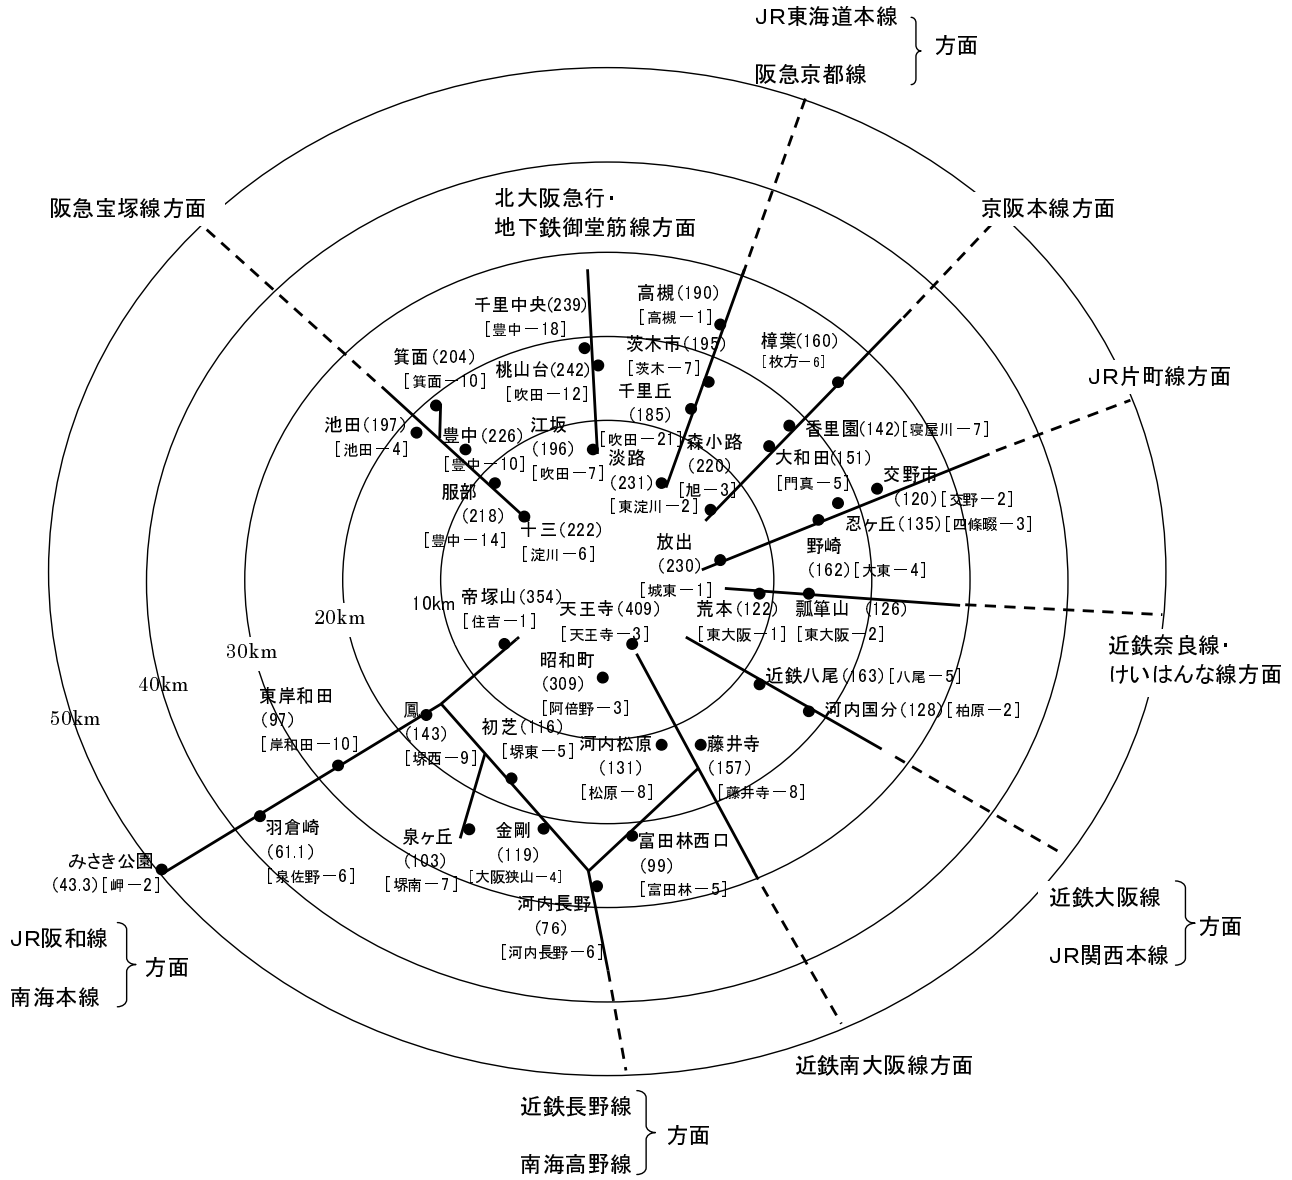 JR東海道本線
方面
阪急京都線
阪急宝塚線方面
北大阪急行・
地下鉄御堂筋線方面
京阪本線方面
JR片町線方面
千里中央(239)
[豊中－18]
高槻(190)
[高槻－1]
茨木市(195)
[茨木－7]
樟葉(160)
[枚方－6]
箕面(204)
[箕面－10]
桃山台(242)
[吹田－12]
千里丘
(185)
[吹田－21]
池田(197)
[池田－4]
豊中(226)
[豊中－10]
江坂
(196)
[吹田－7]
淡路
(231)
[東淀川－2]
森小路
(220)
[旭－3]
香里園(142)[寝屋川－7]
大和田(151)
[門真－5]
交野市
(120)[交野－2]
忍ヶ丘(135)[四條畷－3]
服部
(218)
[豊中－14]
十三(222)
[淀川－6]
放出
(230)
[城東－1]
野崎
(162)[大東－4]
10km
20km
30km
40km
50km
帝塚山(354)
[住吉－1]
天王寺(409)
[天王寺－3]
荒本(122)
[東大阪－1]
瓢箪山 (126)
[東大阪－2]
近鉄奈良線・
けいはんな線方面
昭和町
(309)
[阿倍野－3]
近鉄八尾(163)[八尾－5]
河内国分(128)[柏原－2]
東岸和田
(97)
[岸和田－10]
鳳
(143)
[堺西－9]
初芝(116)
[堺東－5]
河内松原
(131)
[松原－8]
藤井寺
(157)
[藤井寺－8]
羽倉崎
(61.1)
[泉佐野－6]
みさき公園
(43.3)[岬－2]
泉ヶ丘
(103)
[堺南－7]
金剛
(119)
[大阪狭山－4]
富田林西口
(99)
[富田林－5]
河内長野
(76)
[河内長野－6]
JR阪和線
方面
南海本線
近鉄大阪線
方面
JR関西本線
近鉄南大阪線方面
近鉄長野線
方面
南海高野線